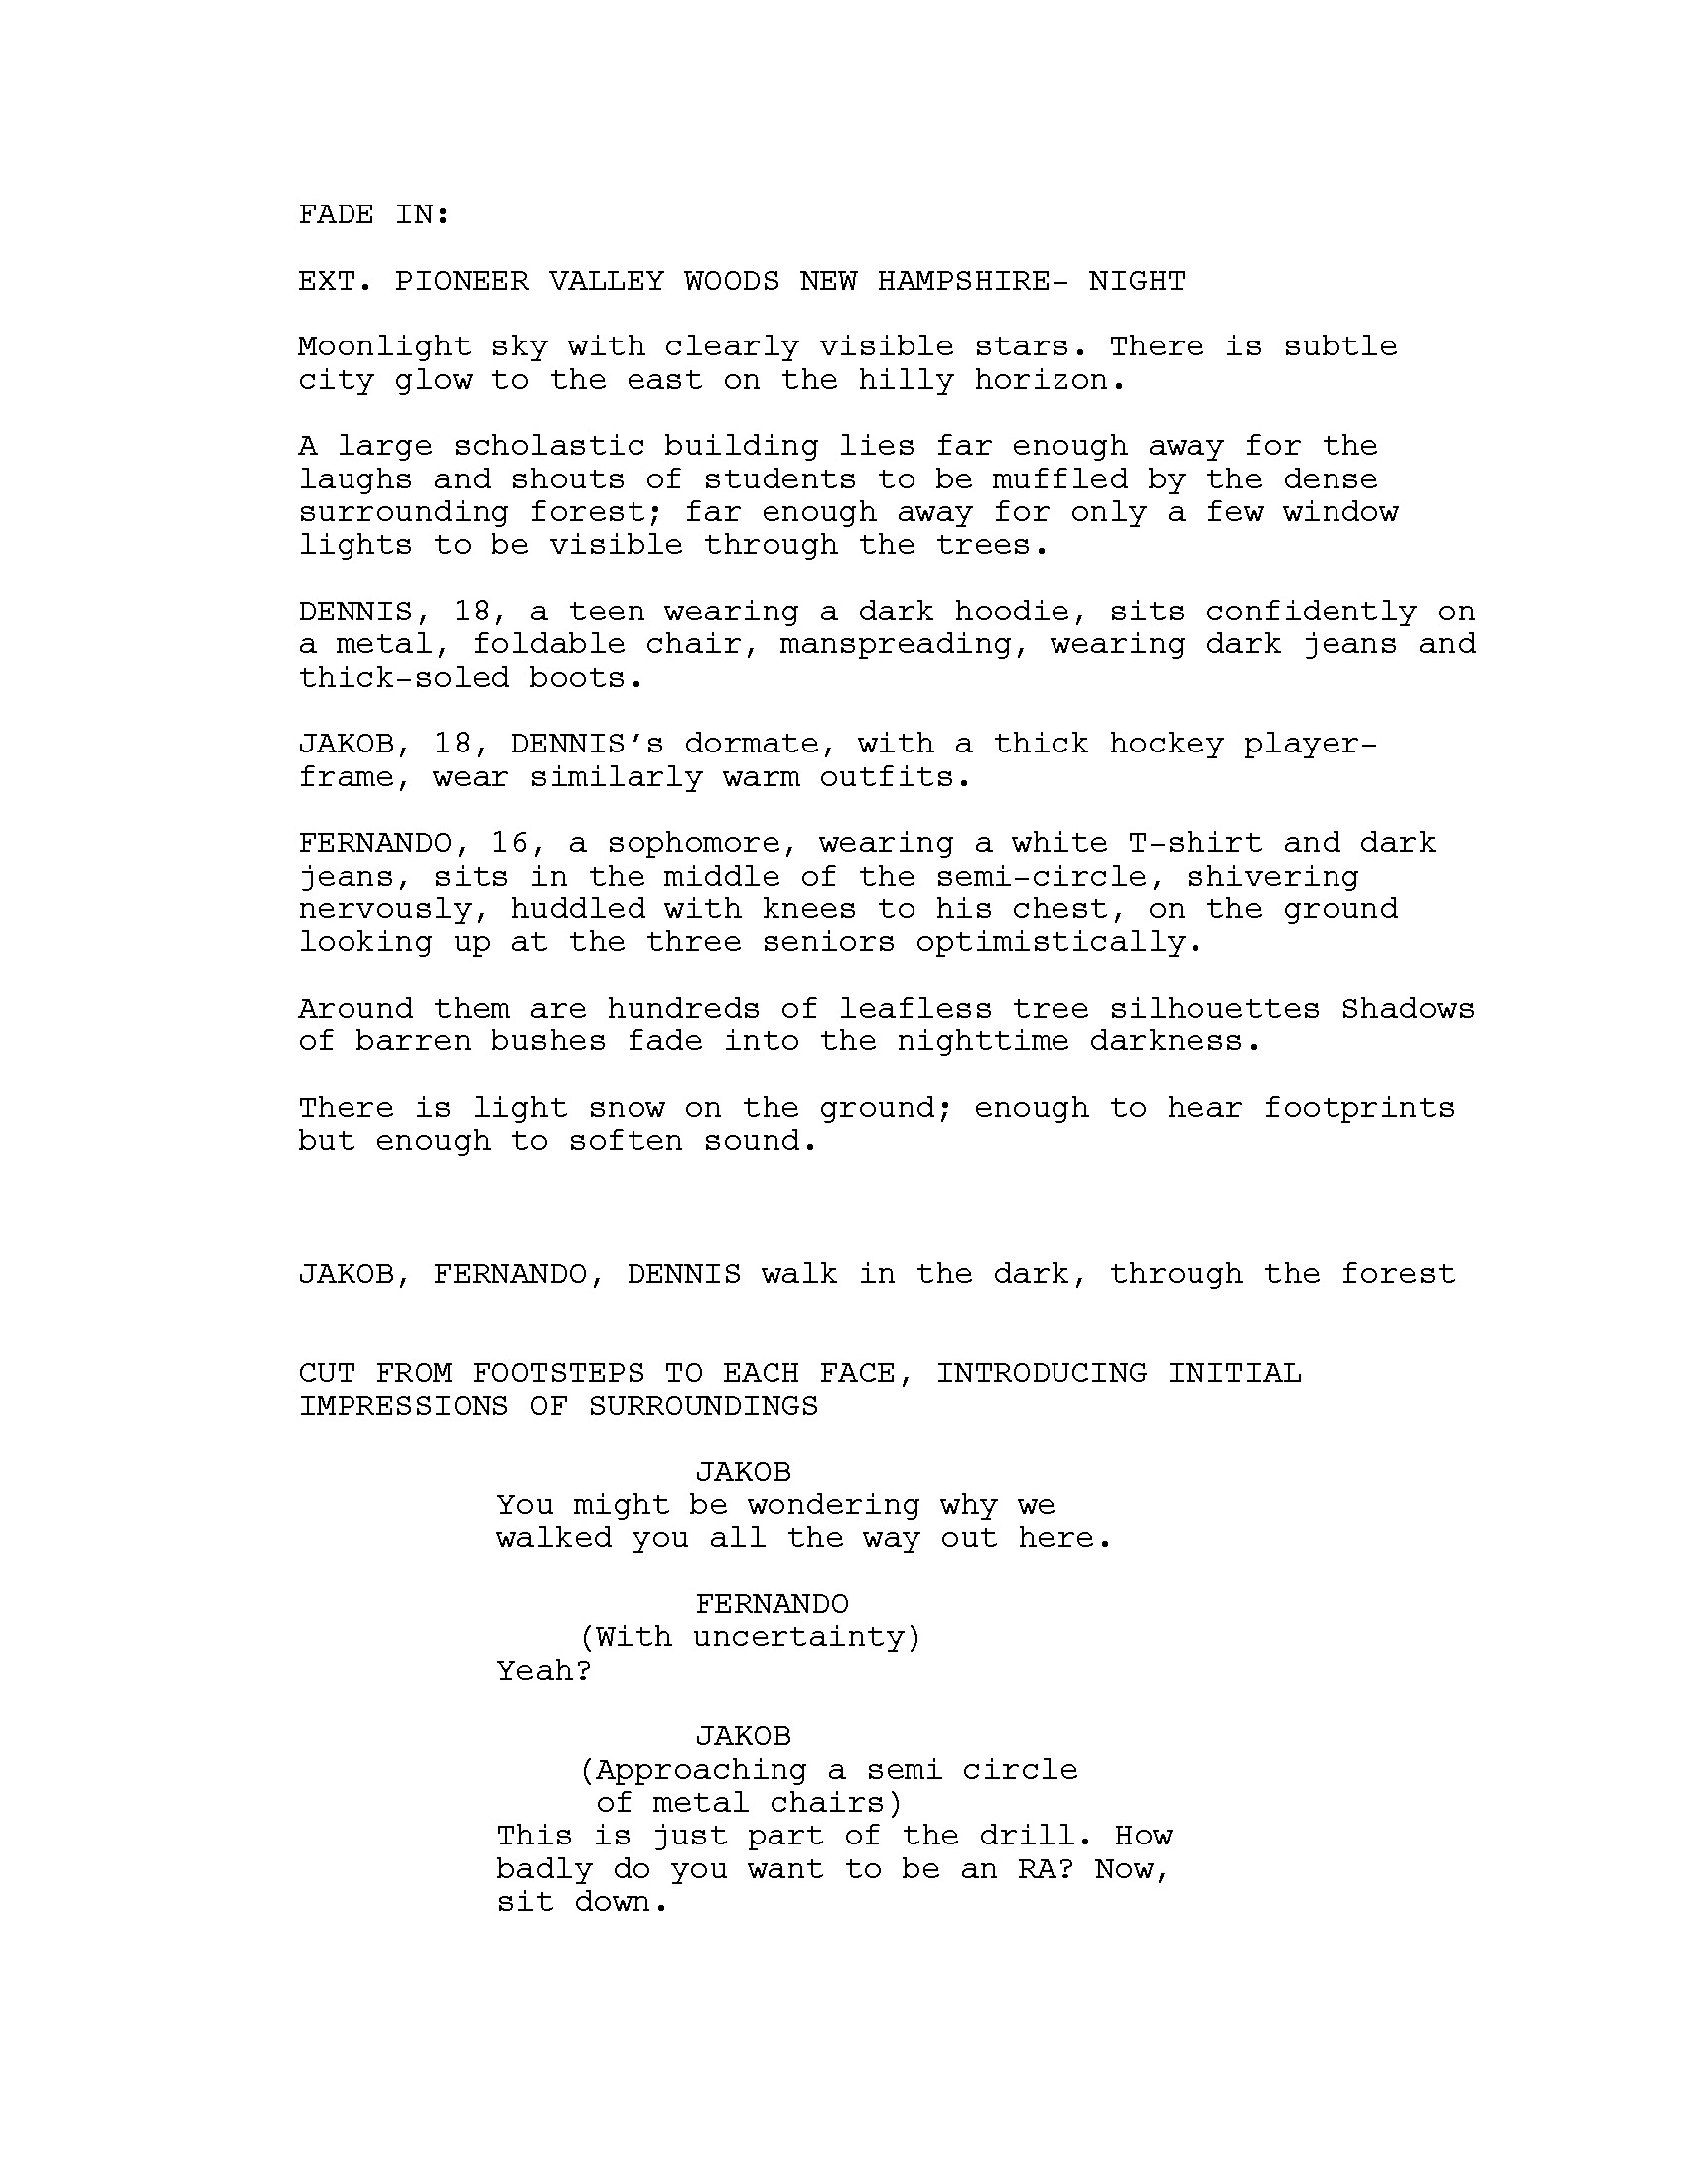 FADE IN:
EXT. PIONEER VALLEY WOODS NEW HAMPSHIRE- NIGHT
Moonlight sky with clearly visible stars. There is subtle
city glow to the east on the hilly horizon.
A large scholastic building lies far enough away for the
laughs and shouts of students to be muffled by the dense
surrounding forest; far enough away for only a few window
lights to be visible through the trees.
DENNIS, 18, a teen wearing a dark hoodie, sits confidently on
a metal, foldable chair, manspreading, wearing dark jeans and
thick-soled boots.
JAKOB, 18, DENNIS’s dormate, with a thick hockey player-
frame, wear similarly warm outfits.
FERNANDO, 16, a sophomore, wearing a white T-shirt and dark
jeans, sits in the middle of the semi-circle, shivering
nervously, huddled with knees to his chest, on the ground
looking up at the three seniors optimistically.
Around them are hundreds of leafless tree silhouettes Shadows
of barren bushes fade into the nighttime darkness.
There is light snow on the ground; enough to hear footprints
but enough to soften sound.
JAKOB, FERNANDO, DENNIS walk in the dark, through the forest
CUT FROM FOOTSTEPS TO EACH FACE, INTRODUCING INITIAL
IMPRESSIONS OF SURROUNDINGS
JAKOB
You might be wondering why we
walked you all the way out here.
FERNANDO
(With uncertainty)
Yeah?
JAKOB
(Approaching a semi circle
of metal chairs)
This is just part of the drill. How
badly do you want to be an RA? Now,
sit down.